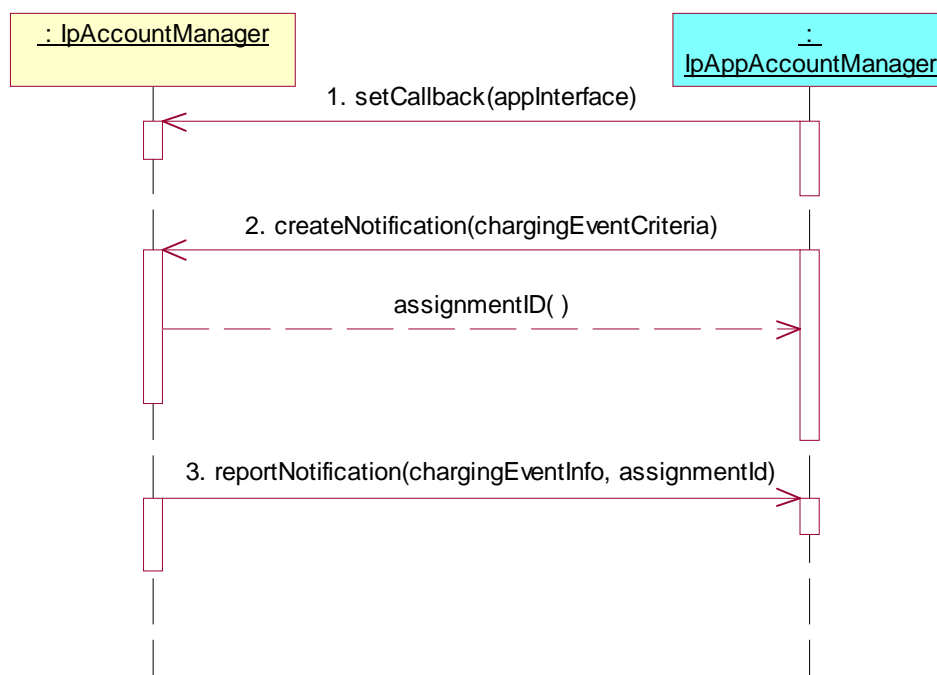 : IpAccountManager
:
IpAppAccountManager
1. setCallback(appInterface)
2. createNotification(chargingEventCriteria)
assignmentID( )
3. reportNotification(chargingEventInfo, assignmentId)